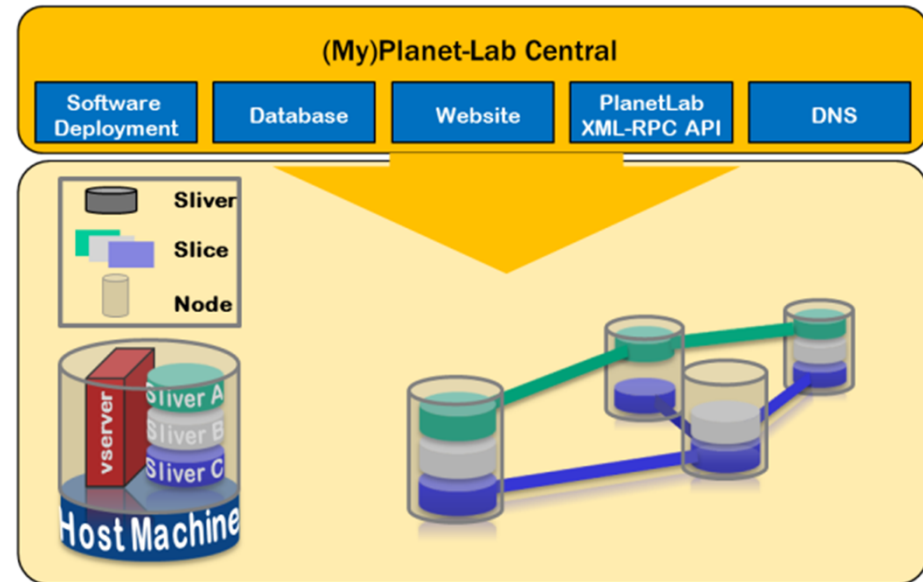 (My)Planet-Lab Central
Software
Deployment
Database
Website
PlanetLab
XML-RPC API
DNS
Sliver
Slice
Node
vserver
Sliver A
Sliver B
Sliver C
Host Machine